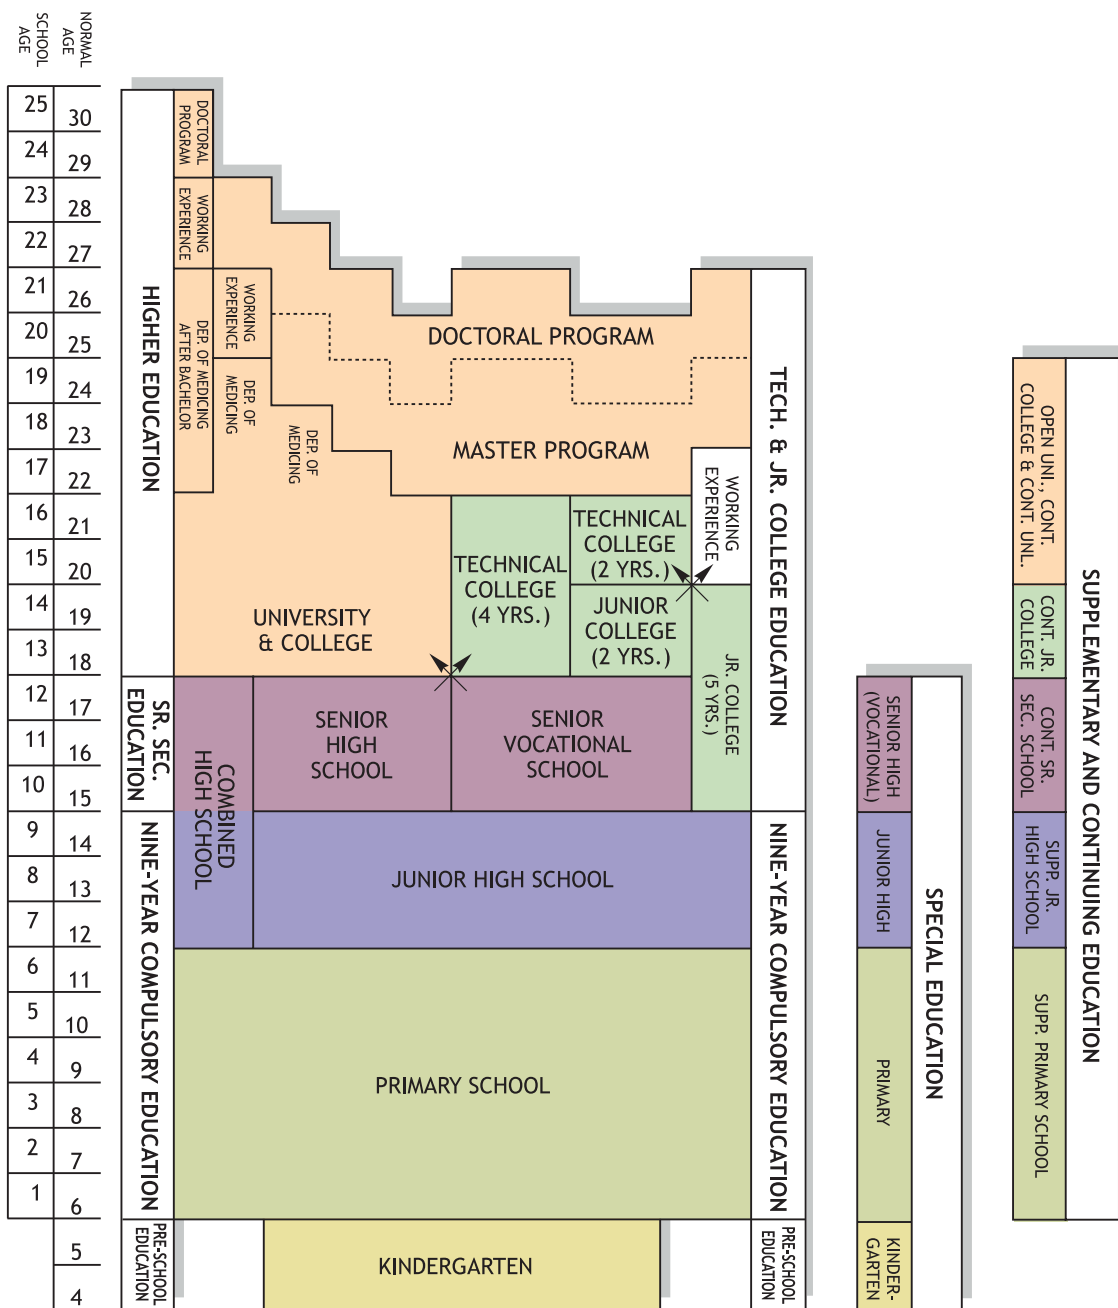 SCHOOL
AGE
NORMAL
AGE
25
30
24
29
23
28
22
27
21
26
20
25
19
24
18
23
17
22
16
21
15
20
14
19
13
18
12
17
11
16
10
15
9
14
8
13
7
12
6
11
5
10
4
9
3
8
2
7
1
6
5
4
HIGHER EDUCATION
SR. SEC.
EDUCATION
NINE-YEAR COMPULSORY EDUCATION
PRE-SCHOOL
EDUCATION
DOCTORAL
PROGRAM
WORKING
EXPERIENCE
DEP. OF MEDICING
AFTER BACHELOR
WORKING
EXPERIENCE
DEP. OF
MEDICING
DEP. OF
MEDICING
DOCTORAL PROGRAM
MASTER PROGRAM
UNIVERSITY
& COLLEGE
TECHNICAL
COLLEGE
(4 YRS.)
TECHNICAL
COLLEGE
(2 YRS.)
JUNIOR
COLLEGE
(2 YRS.)
WORKING
EXPERIENCE
JR. COLLEGE
(5 YRS.)
COMBINED
HIGH SCHOOL
SENIOR
HIGH
SCHOOL
SENIOR
VOCATIONAL
SCHOOL
JUNIOR HIGH SCHOOL
PRIMARY SCHOOL
KINDERGARTEN
TECH. & JR. COLLEGE EDUCATION
NINE-YEAR COMPULSORY EDUCATION
PRE-SCHOOL
EDUCATION
SENIOR HIGH
(VOCATIONAL)
JUNIOR HIGH
PRIMARY
KINDER-
GARTEN
SPECIAL EDUCATION
OPEN UNI., CONT.
COLLEGE & CONT. UNL.
CONT. JR.
COLLEGE
CONT. SR.
SEC. SCHOOL
SUPP. JR.
HIGH SCHOOL
SUPP. PRIMARY SCHOOL
SUPPLEMENTARY AND CONTINUING EDUCATION